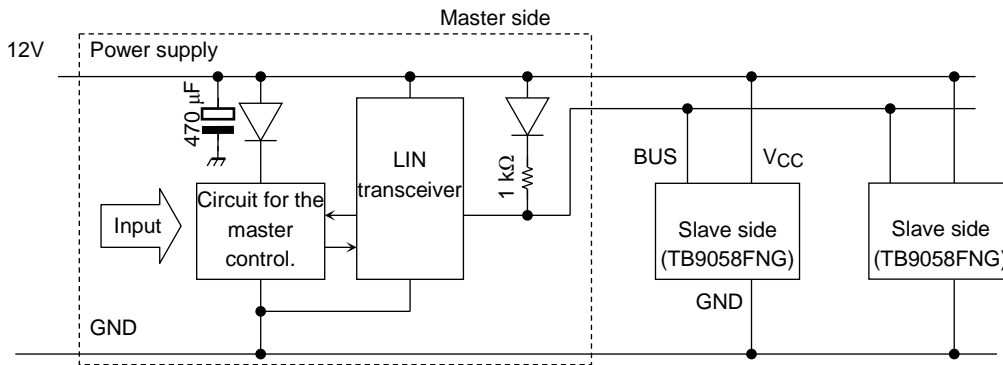 Master side
12V
Power supply
470 μF
LIN
transceiver
1 kΩ
BUS
VCC
Input
Circuit for the
master
control.
Slave side
(TB9058FNG)
Slave side
(TB9058FNG)
GND
GND